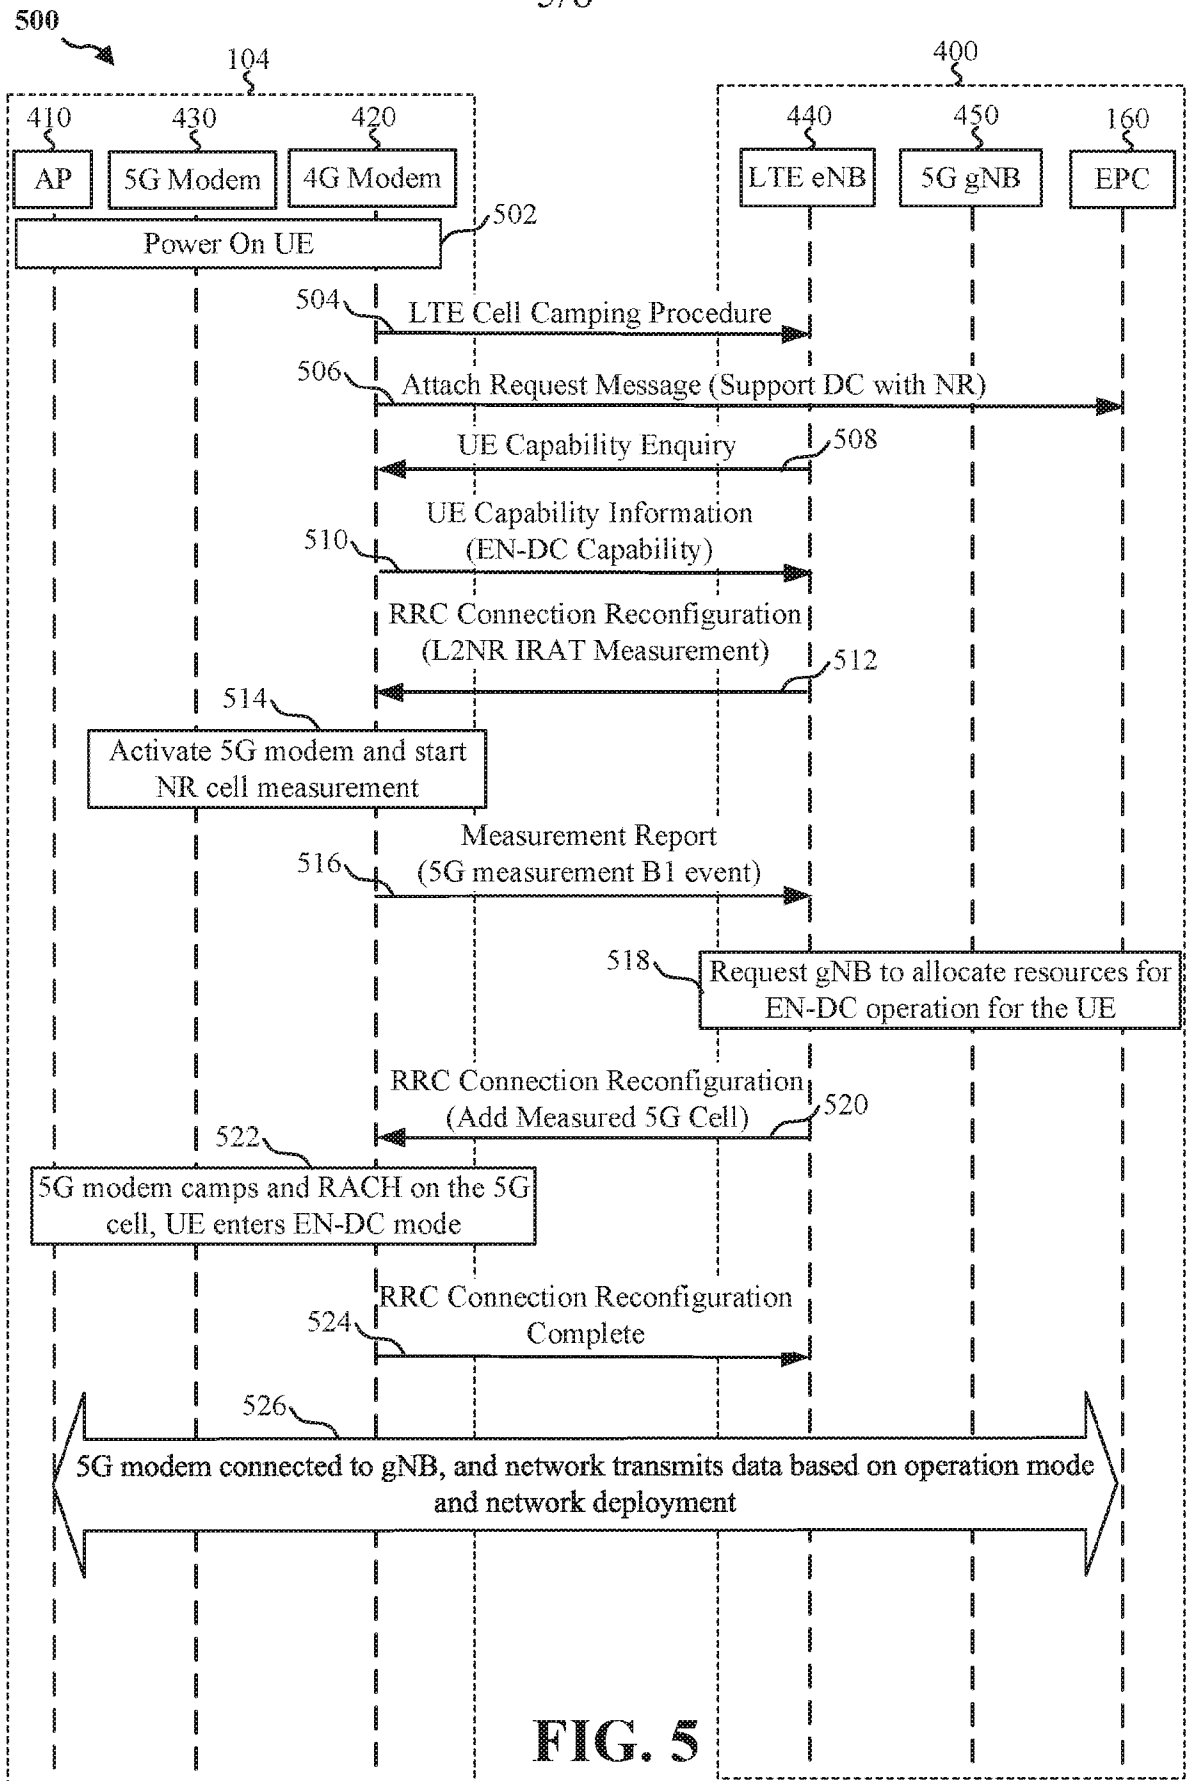 500
104
400
410
430
420
440
450
160
AP
5G Modem
4G Modem
LTE eNB
5G gNB
EPC
Power On UE
502
504
LTE Cell Camping Procedure
506
Attach Request Message (Support DC with NR)
UE Capability Enquiry
508
UE Capability Information
510
(EN-DC Capability)
RRC Connection Reconfiguration
(L2NR IRAT Measurement)
512
514
Activate 5G modem and start
NR cell measurement
Measurement Report
516
(5G measurement B1 event)
518
Request gNB to allocate resources for
EN-DC operation for the UE
RRC Connection Reconfiguration
(Add Measured 5G Cell)
520
522
5G modem camps and RACH on the 5G
cell, UE enters EN-DC mode
RRC Connection Reconfiguration
524
Complete
526
5G modem connected to gNB, and network transmits data based on operation mode
and network deployment
FIG. 5